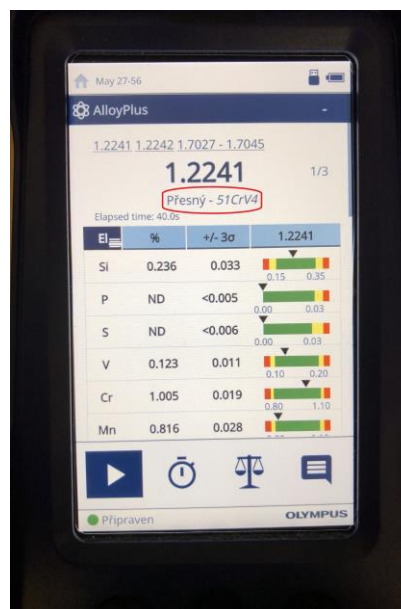 May 27-56
AlloyPlus -
1.2241 1.2242 1.7027 - 1.7045
1.2241 1/3
Přesný - 51CrV4
Elapsed time: 40.0s
El % +/- 3σ 1.2241
Si 0.236 0.033
0.15 0.35
P ND <0.005
0.00 0.03
S ND <0.006
0.00 0.03
V 0.123 0.011
0.10 0.20
Cr 1.005 0.019
0.80 1.10
Mn 0.816 0.028
Připraven OLYMPUS